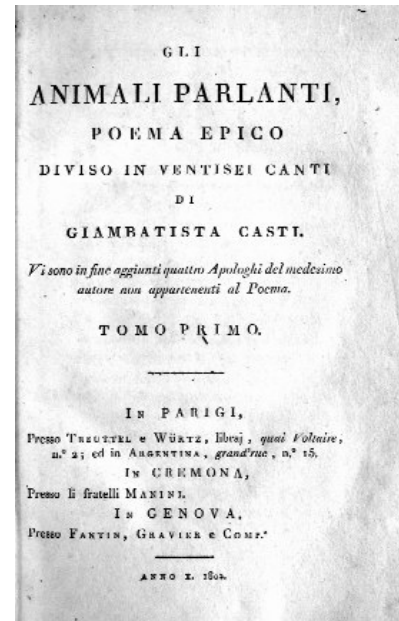 GLI
ANIMALI PARLANTI,
POEMA EPICO
DIVISO IN VENTISEI CANTI
DI
GIAMBATISTA CASTI.
Vi sono in fine aggiunti quattro Apologhi del medesimo
autore non appartenenti al Poema.
TOMO PRIMO.
IN PARIGI,
Presso TREUTTEL e WÜRTZ, libraj, quai Voltaire,
n.º 2; ed in ARGENTINA, grand'rue, n.º 15.
IN CREMONA,
Presso li fratelli MANINI.
IN GENOVA,
Presso FANTIN, GRAVIER e COMP.ª
ANNO X. 1802.